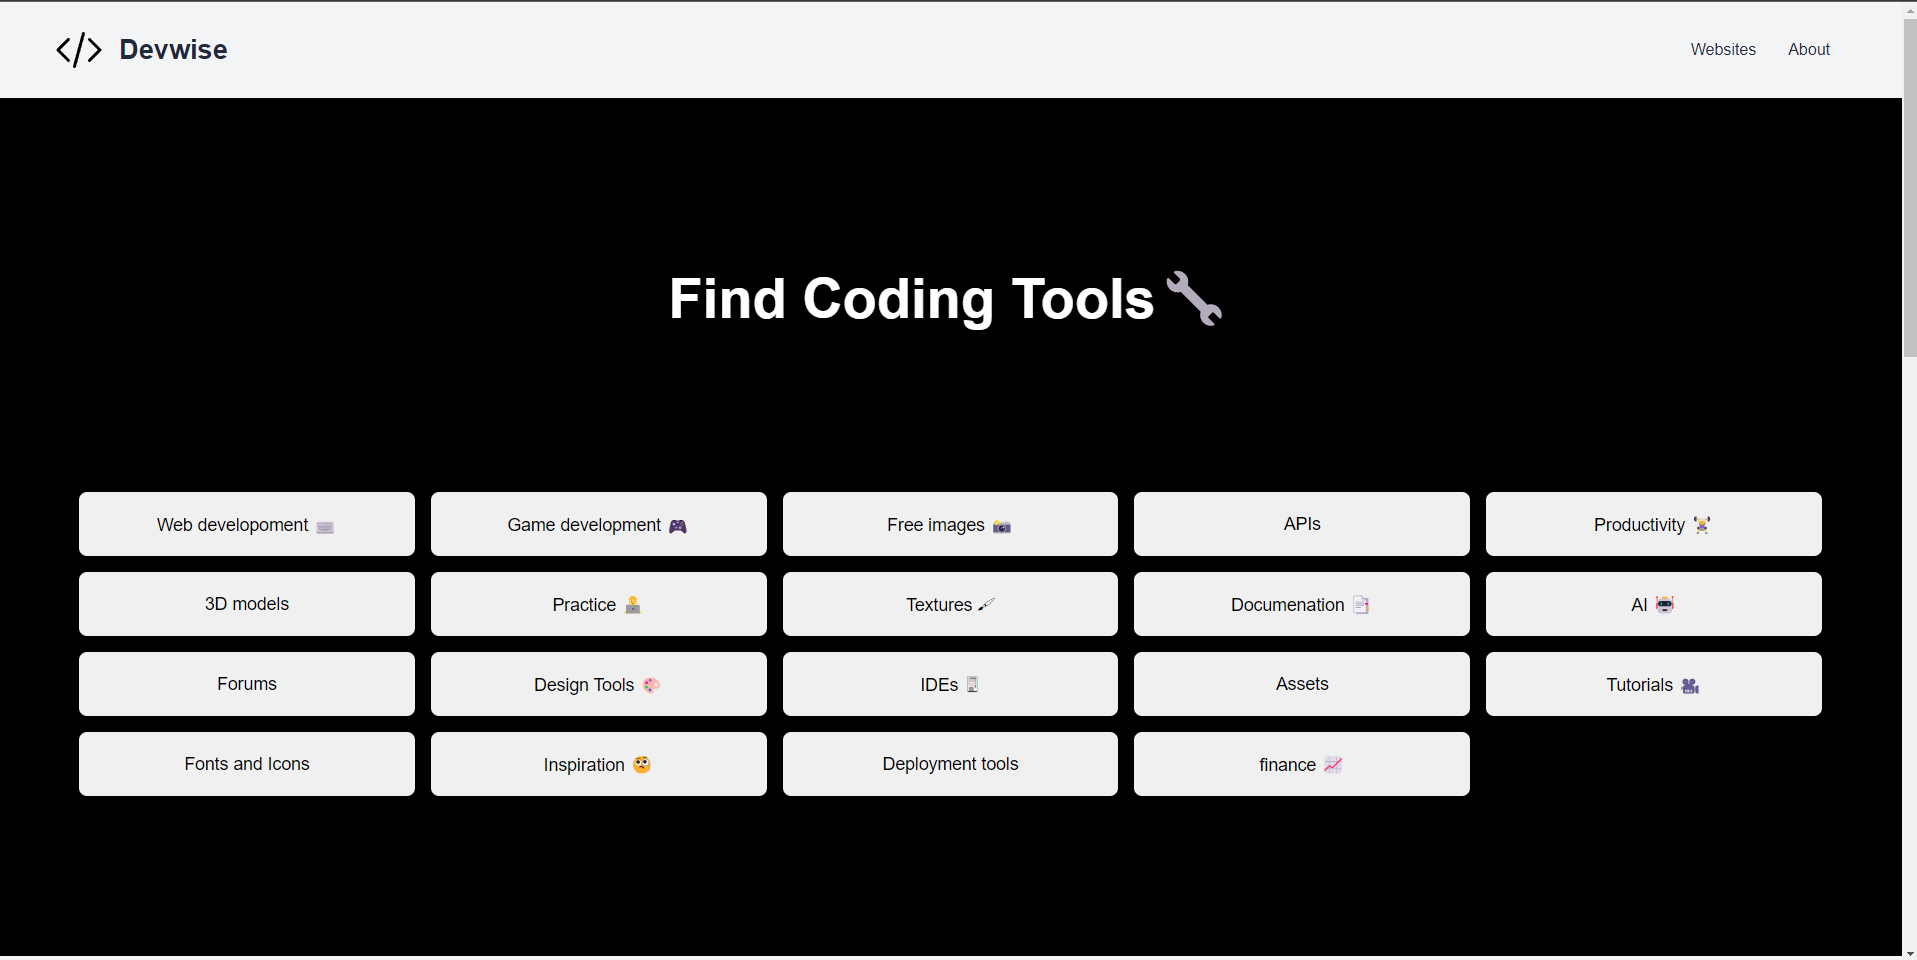 </> Devwise
Websites About
Find Coding Tools
Web developoment
Game development
Free images
APIs
Productivity
3D models
Practice
Textures
Documenation
AI
Forums
Design Tools
IDEs
Assets
Tutorials
Fonts and Icons
Inspiration
Deployment tools
finance